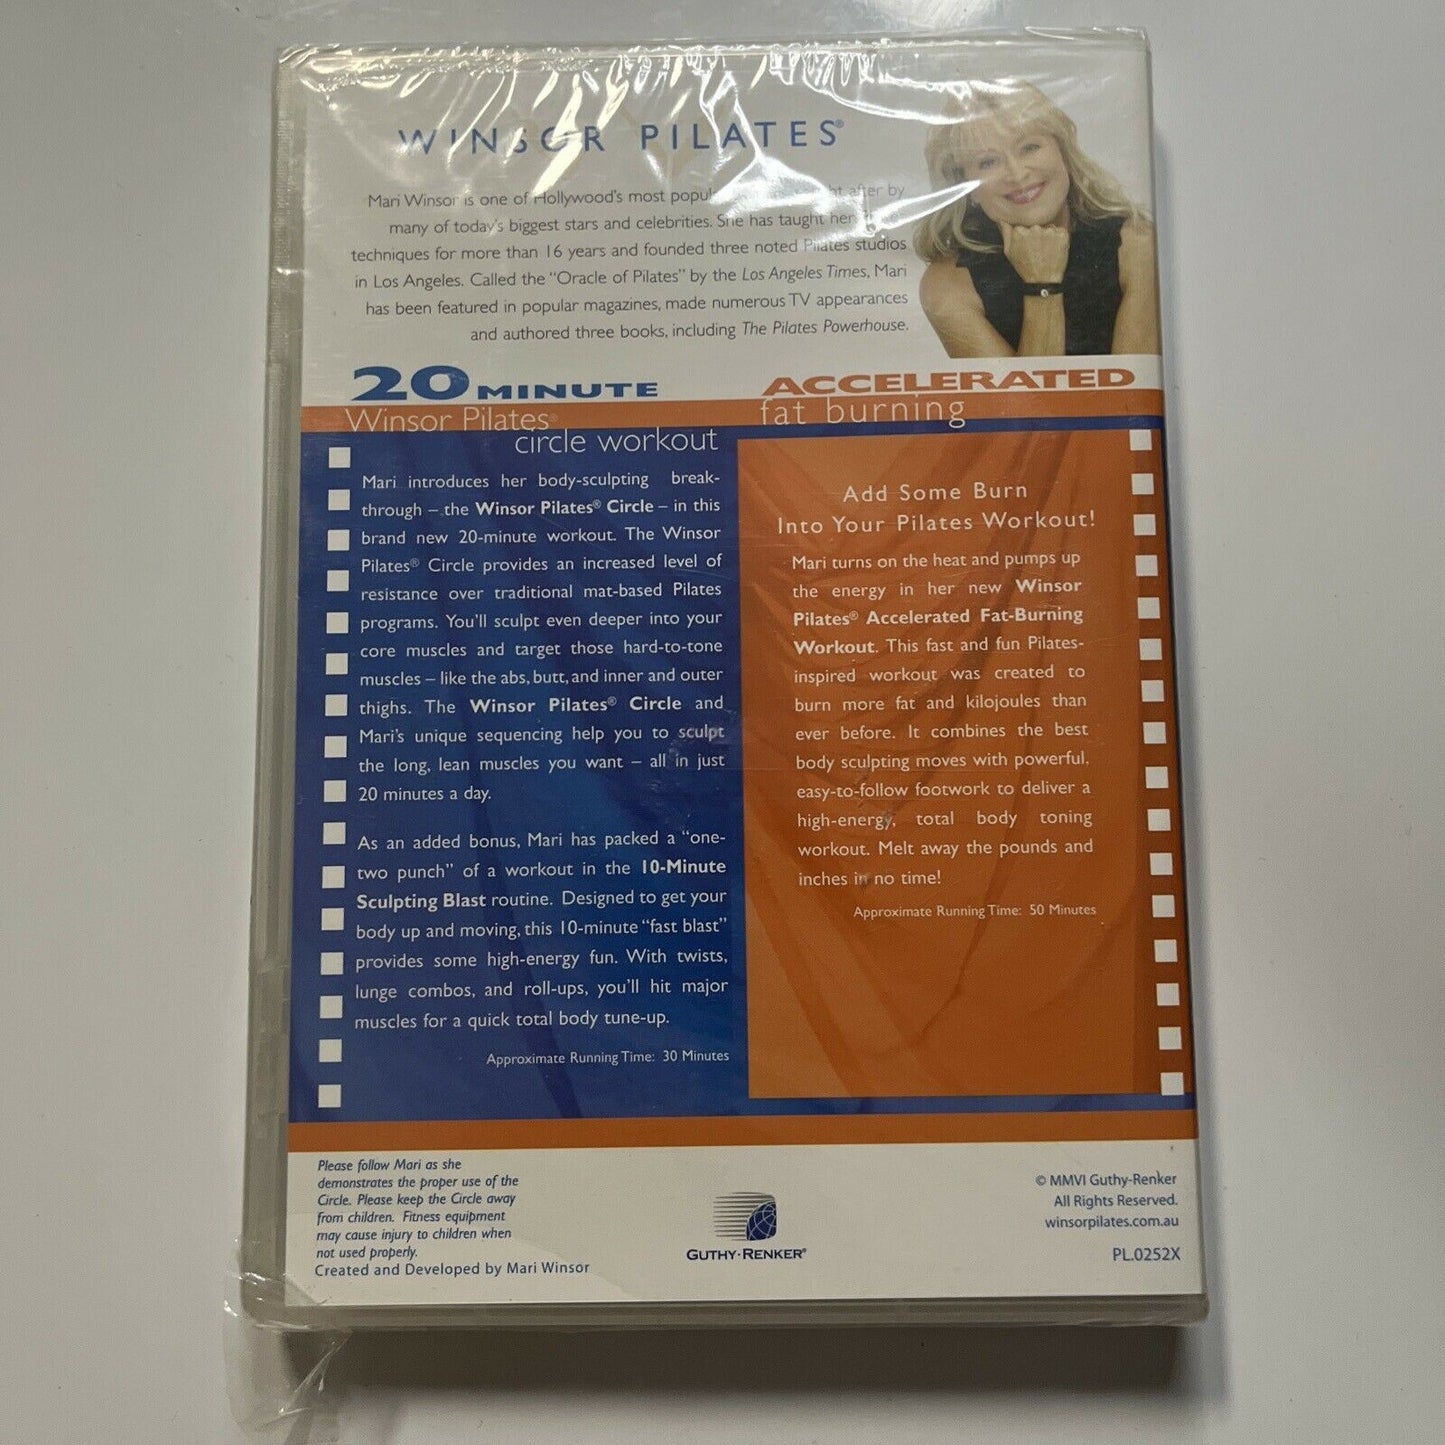 WINSOR PILATES®
Mari Winsor is one of Hollywood's most after by
many of today's biggest stars and celebrities. She has taught her
techniques for more than 16 years and founded three noted Pilates studios
in Los Angeles. Called the "Oracle of Pilates" by the Los Angeles Times, Mari
has been featured in popular magazines, made numerous TV appearances
and authored three books, including The Pilates Powerhouse.
20 MINUTE
Winsor Pilates®
circle workout
Mari introduces her body-sculpting break-
through – the Winsor Pilates® Circle – in this
brand new 20-minute workout. The Winsor
Pilates® Circle provides an increased level of
resistance over traditional mat-based Pilates
programs. You'll sculpt even deeper into your
core muscles and target those hard-to-tone
muscles – like the abs, butt, and inner and outer
thighs. The Winsor Pilates® Circle and
Mari's unique sequencing help you to sculpt
the long, lean muscles you want – all in just
20 minutes a day.
As an added bonus, Mari has packed a "one-
two punch" of a workout in the 10-Minute
Sculpting Blast routine. Designed to get your
body up and moving, this 10-minute "fast blast"
provides some high-energy fun. With twists,
lunge combos, and roll-ups, you'll hit major
muscles for a quick total body tune-up.
Approximate Running Time: 30 Minutes
ACCELERATED
fat burning
Add Some Burn
Into Your Pilates Workout!
Mari turns on the heat and pumps up
the energy in her new Winsor
Pilates® Accelerated Fat-Burning
Workout. This fast and fun Pilates-
inspired workout was created to
burn more fat and kilojoules than
ever before. It combines the best
body sculpting moves with powerful,
easy-to-follow footwork to deliver a
high-energy, total body toning
workout. Melt away the pounds and
inches in no time!
Approximate Running Time: 50 Minutes
Please follow Mari as she
demonstrates the proper use of the
Circle. Please keep the Circle away
from children. Fitness equipment
may cause injury to children when
not used properly.
Created and Developed by Mari Winsor
GUTHY-RENKER®
© MMVI Guthy-Renker
All Rights Reserved.
winsorpilates.com.au
PL.0252X